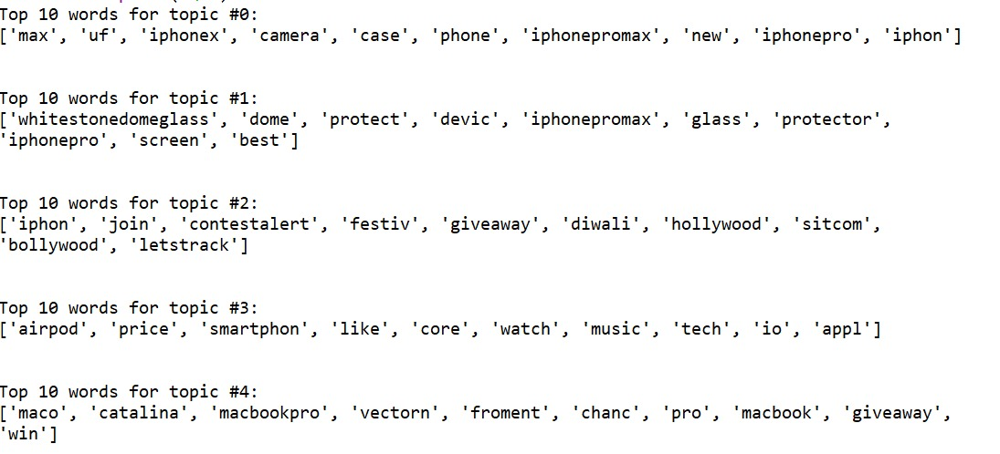 Top 10 words for topic #0:
['max', 'uf', 'iphonex', 'camera', 'case', 'phone', 'iphonepromax', 'new', 'iphonepro', 'iphon']
Top 10 words for topic #1:
['whitestonedomeglass', 'dome', 'protect', 'devic', 'iphonepromax', 'glass', 'protector',
'iphonepro', 'screen', 'best']
Top 10 words for topic #2:
['iphon', 'join', 'contestalert', 'festiv', 'giveaway', 'diwali', 'hollywood', 'sitcom',
'bollywood', 'letstrack']
Top 10 words for topic #3:
['airpod', 'price', 'smartphon', 'like', 'core', 'watch', 'music', 'tech', 'io', 'appl']
Top 10 words for topic #4:
['maco', 'catalina', 'macbookpro', 'vectorn', 'froment', 'chanc', 'pro', 'macbook', 'giveaway',
'win']